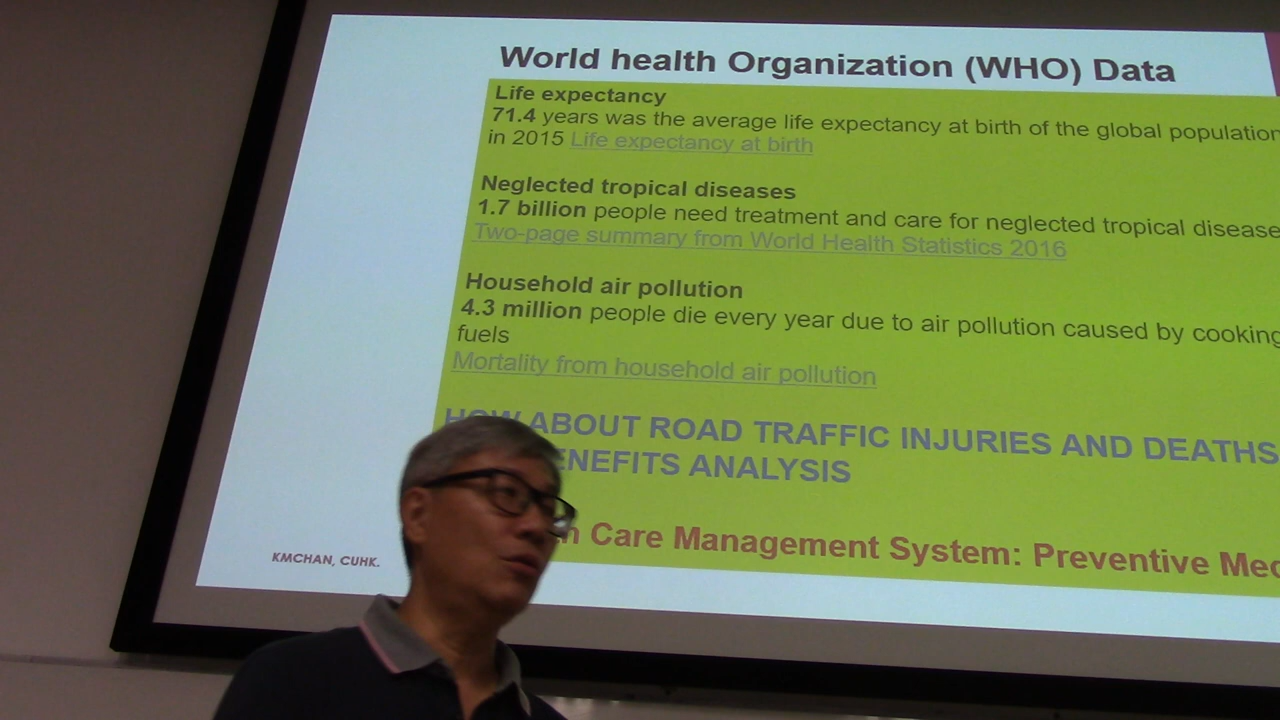 World health Organization (WHO) Data
Life expectancy
71.4 years was the average life expectancy at birth of the global population
in 2015 Life expectancy at birth
Neglected tropical diseases
1.7 billion people need treatment and care for neglected tropical
Two-page summary from World Health Statistics 2016
Household air pollution
4.3 million people die every year due to air pollution caused by cooking
fuels
Mortality from household air pollution
HOW ABOUT ROAD TRAFFIC INJURIES AND DEATHS
ANALYSIS
Care Management System: Preventive
KMCHAN, CUHK.